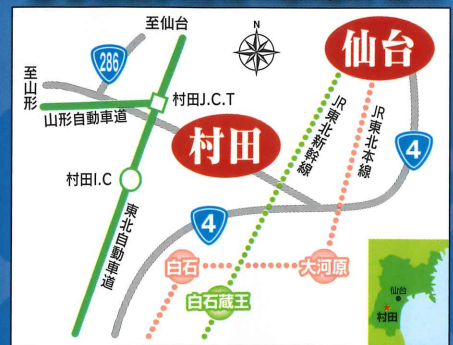 至仙台
N
286
至山形
仙台
村田J.C.T
山形自動車道
村田
JR東北新幹線
JR東北本線
4
村田I.C
東北自動車道
4
白石
大河原
白石蔵王
仙台
村田